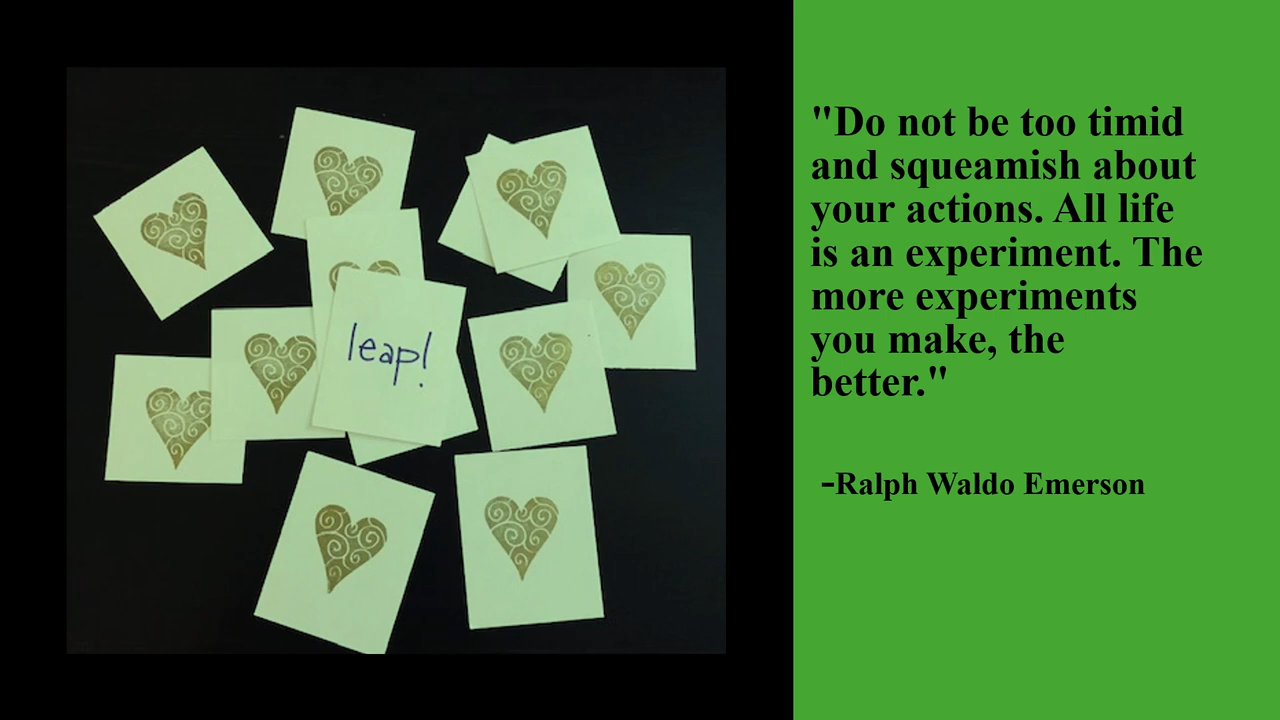 leap!
"Do not be too timid
and squeamish about
your actions. All life
is an experiment. The
more experiments
you make, the
better."
-Ralph Waldo Emerson